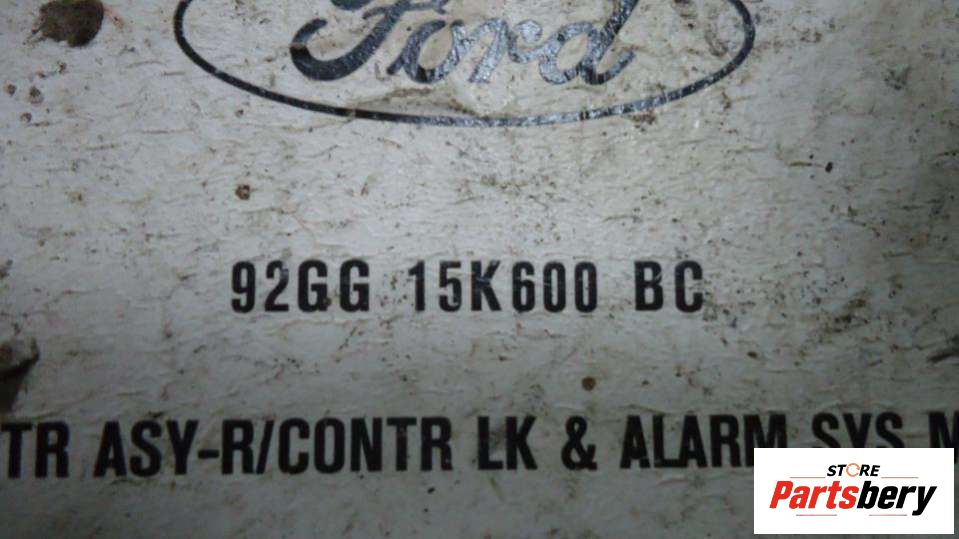 Ford
92GG 15K600 BC
TR ASY-R/CONTR LK & ALARM SYS M
STORE
Partsbery